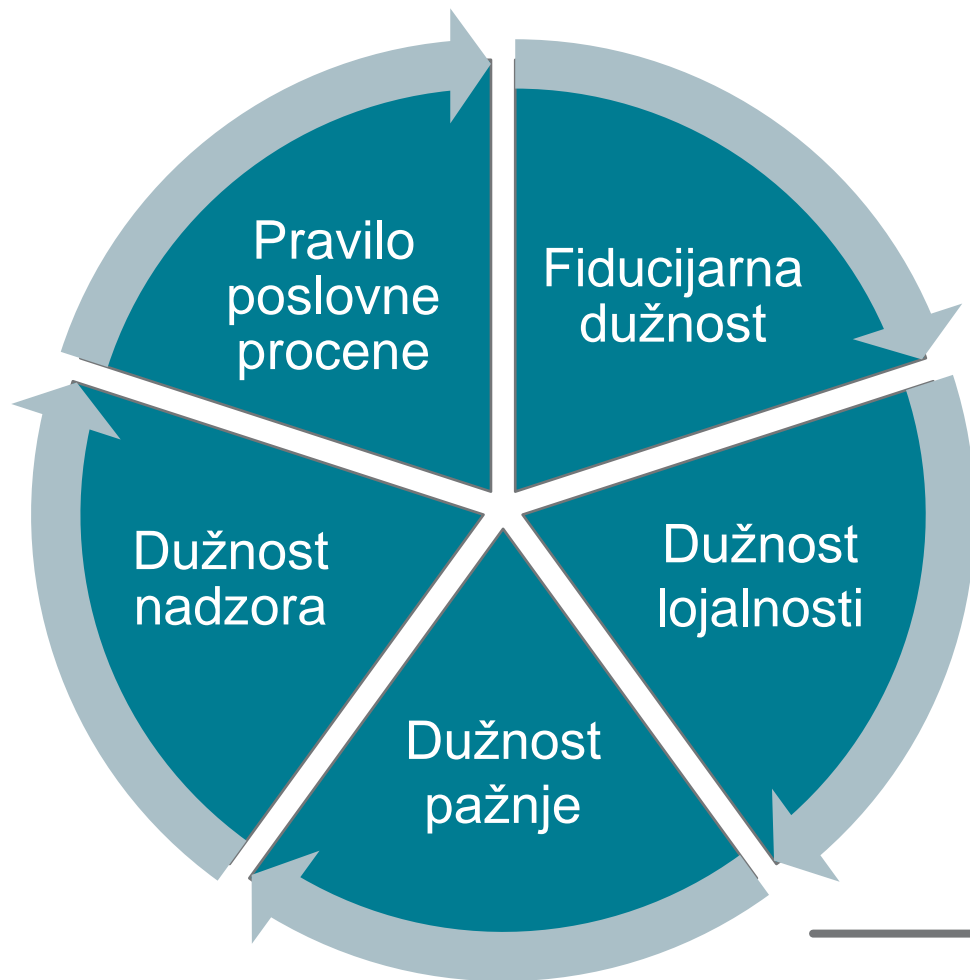 Fiducijarna
dužnost
Dužnost
lojalnosti
Dužnost
pažnje
Dužnost
nadzora
Pravilo
poslovne
procene